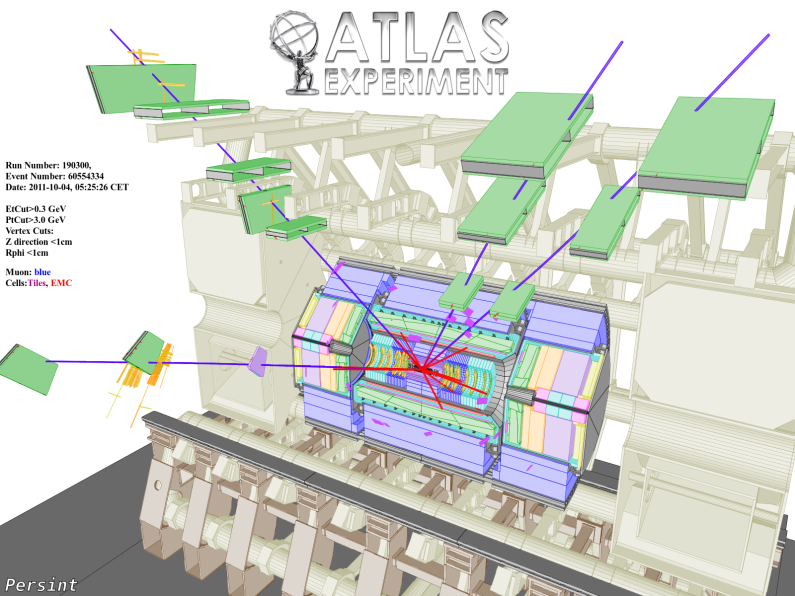 ATLAS
EXPERIMENT
Run Number: 190300,
Event Number: 60554334
Date: 2011-10-04, 05:25:26 CET
EtCut>0.3 GeV
PtCut>3.0 GeV
Vertex Cuts:
Z direction <1cm
Rphi <1cm
Muon: blue
Cells:Tiles, EMC
Persint